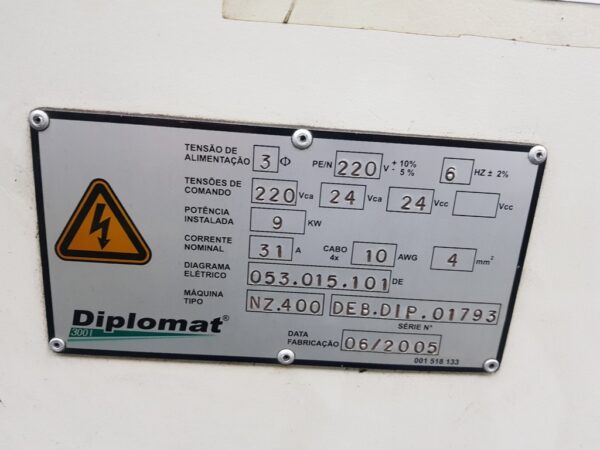 TENSÃO DE ALIMENTAÇÃO 3 Φ PE/N 220 V + 10% - 5% 6 HZ ± 2%
TENSÕES DE COMANDO 220 Vca 24 Vca 24 Vcc Vcc
POTÊNCIA INSTALADA 9 KW
CORRENTE NOMINAL 31 A CABO 4x 10 AWG 4 mm²
DIAGRAMA ELÉTRICO 053.015.101 DE
MÁQUINA TIPO NZ.400 DEB.DIP.01793
SÉRIE N°
Diplomat®
3001
DATA FABRICAÇÃO 06/2005
001 518 133